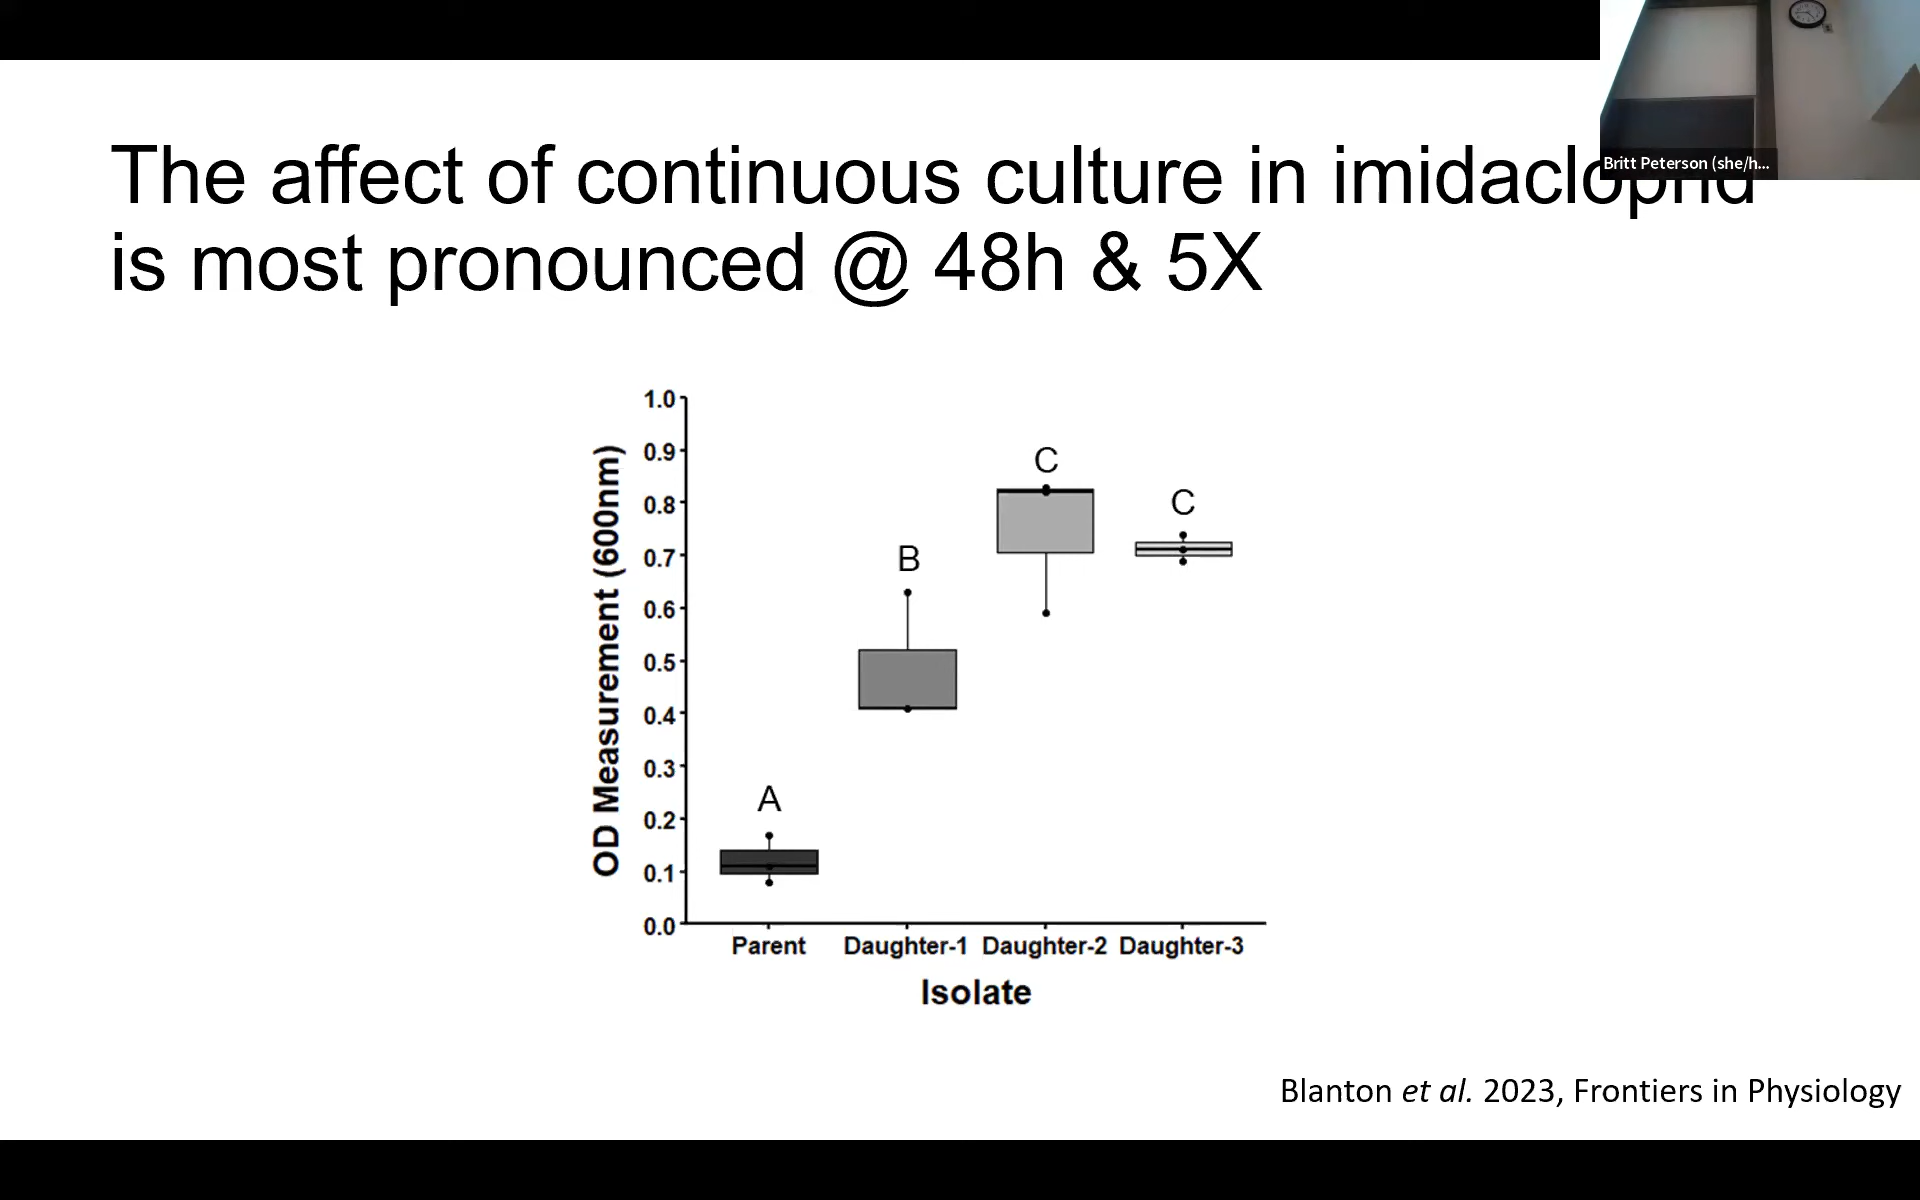 The affect of continuous culture in imidacloprid
is most pronounced @ 48h & 5X
Britt Peterson (she/h...
1.0
0.9
0.8
0.7
0.6
0.5
0.4
0.3
0.2
0.1
0.0
OD Measurement (600nm)
A
B
C
C
Parent Daughter-1 Daughter-2 Daughter-3
Isolate
Blanton et al. 2023, Frontiers in Physiology